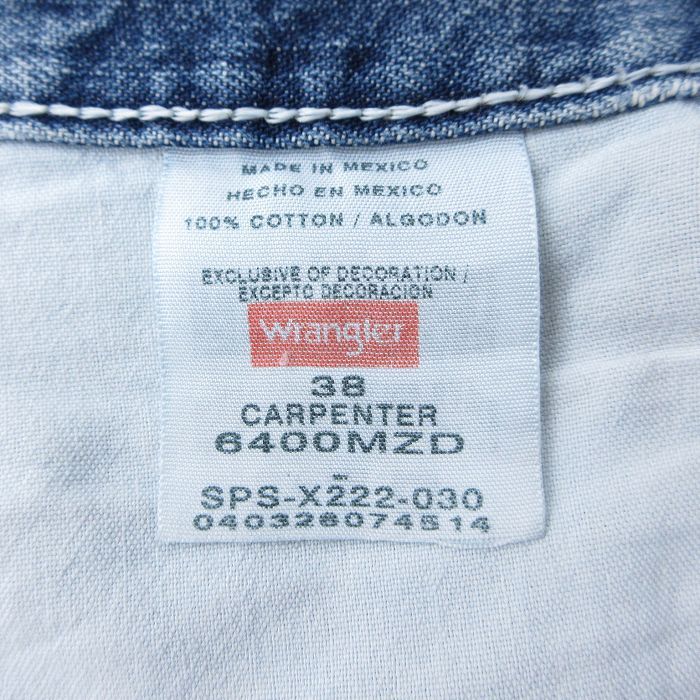 MADE IN MEXICO
HECHO EN MEXICO
100% COTTON / ALGODON
EXCLUSIVE OF DECORATION /
EXCEPTO DECORACION
Wrangler
38
CARPENTER
6400MZD
SPS-X222-030
040326074514